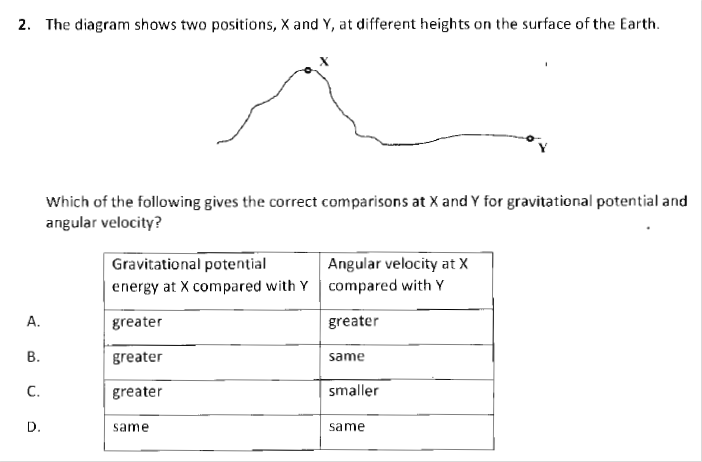 2. The diagram shows two positions, X and Y, at different heights on the surface of the Earth.
X
Y
Which of the following gives the correct comparisons at X and Y for gravitational potential and
angular velocity?
Gravitational potential
energy at X compared with Y
Angular velocity at X
compared with Y
A. greater greater
B. greater same
C. greater smaller
D. same same